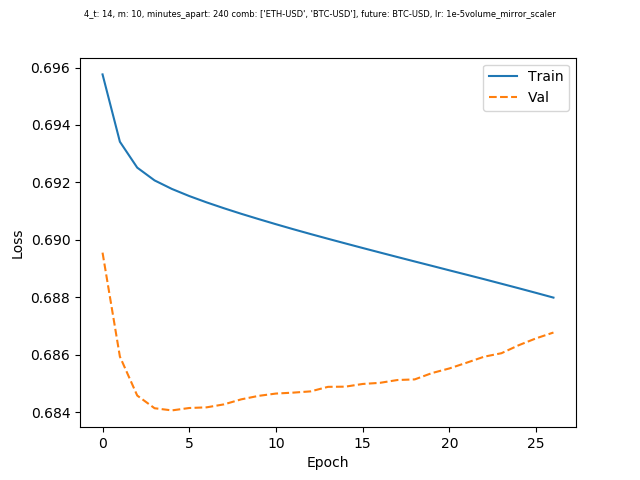 4_t: 14, m: 10, minutes_apart: 240 comb: ['ETH-USD', 'BTC-USD'], future: BTC-USD, lr: 1e-5volume_mirror_scaler
Train
Val
0.696
0.694
0.692
0.690
0.688
0.686
0.684
Loss
0 5 10 15 20 25
Epoch